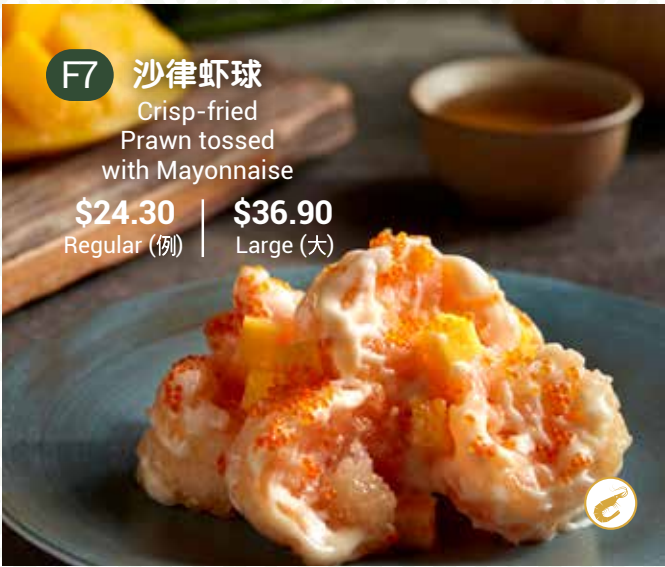 F7 沙律虾球
Crisp-fried
Prawn tossed
with Mayonnaise
$24.30 $36.90
Regular (例) Large (大)